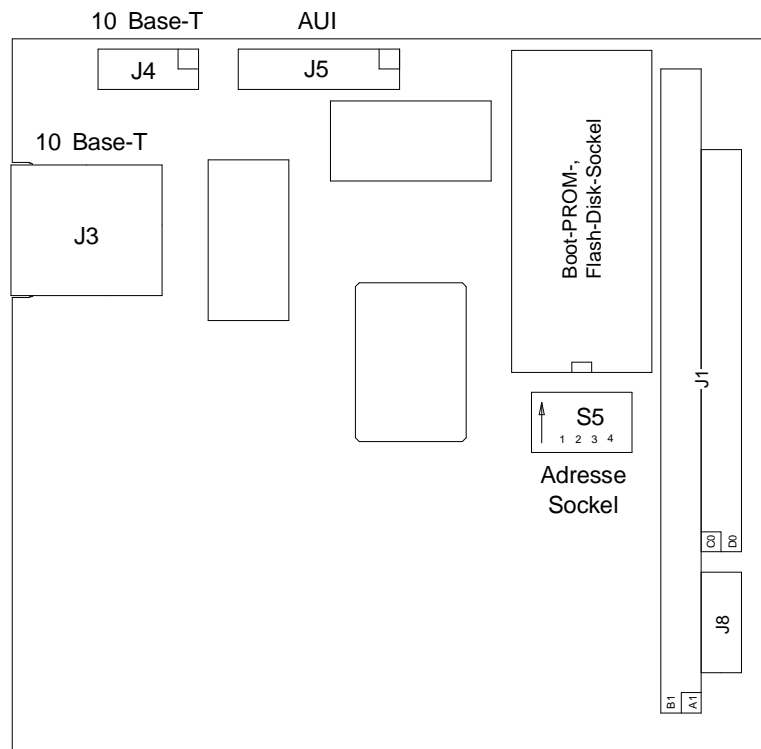 10 Base-T
AUI
J4
J5
10 Base-T
J3
Boot-PROM-,
Flash-Disk-Sockel
J1
S5
1 2 3 4
Adresse
Sockel
C0
D0
J8
B1
A1